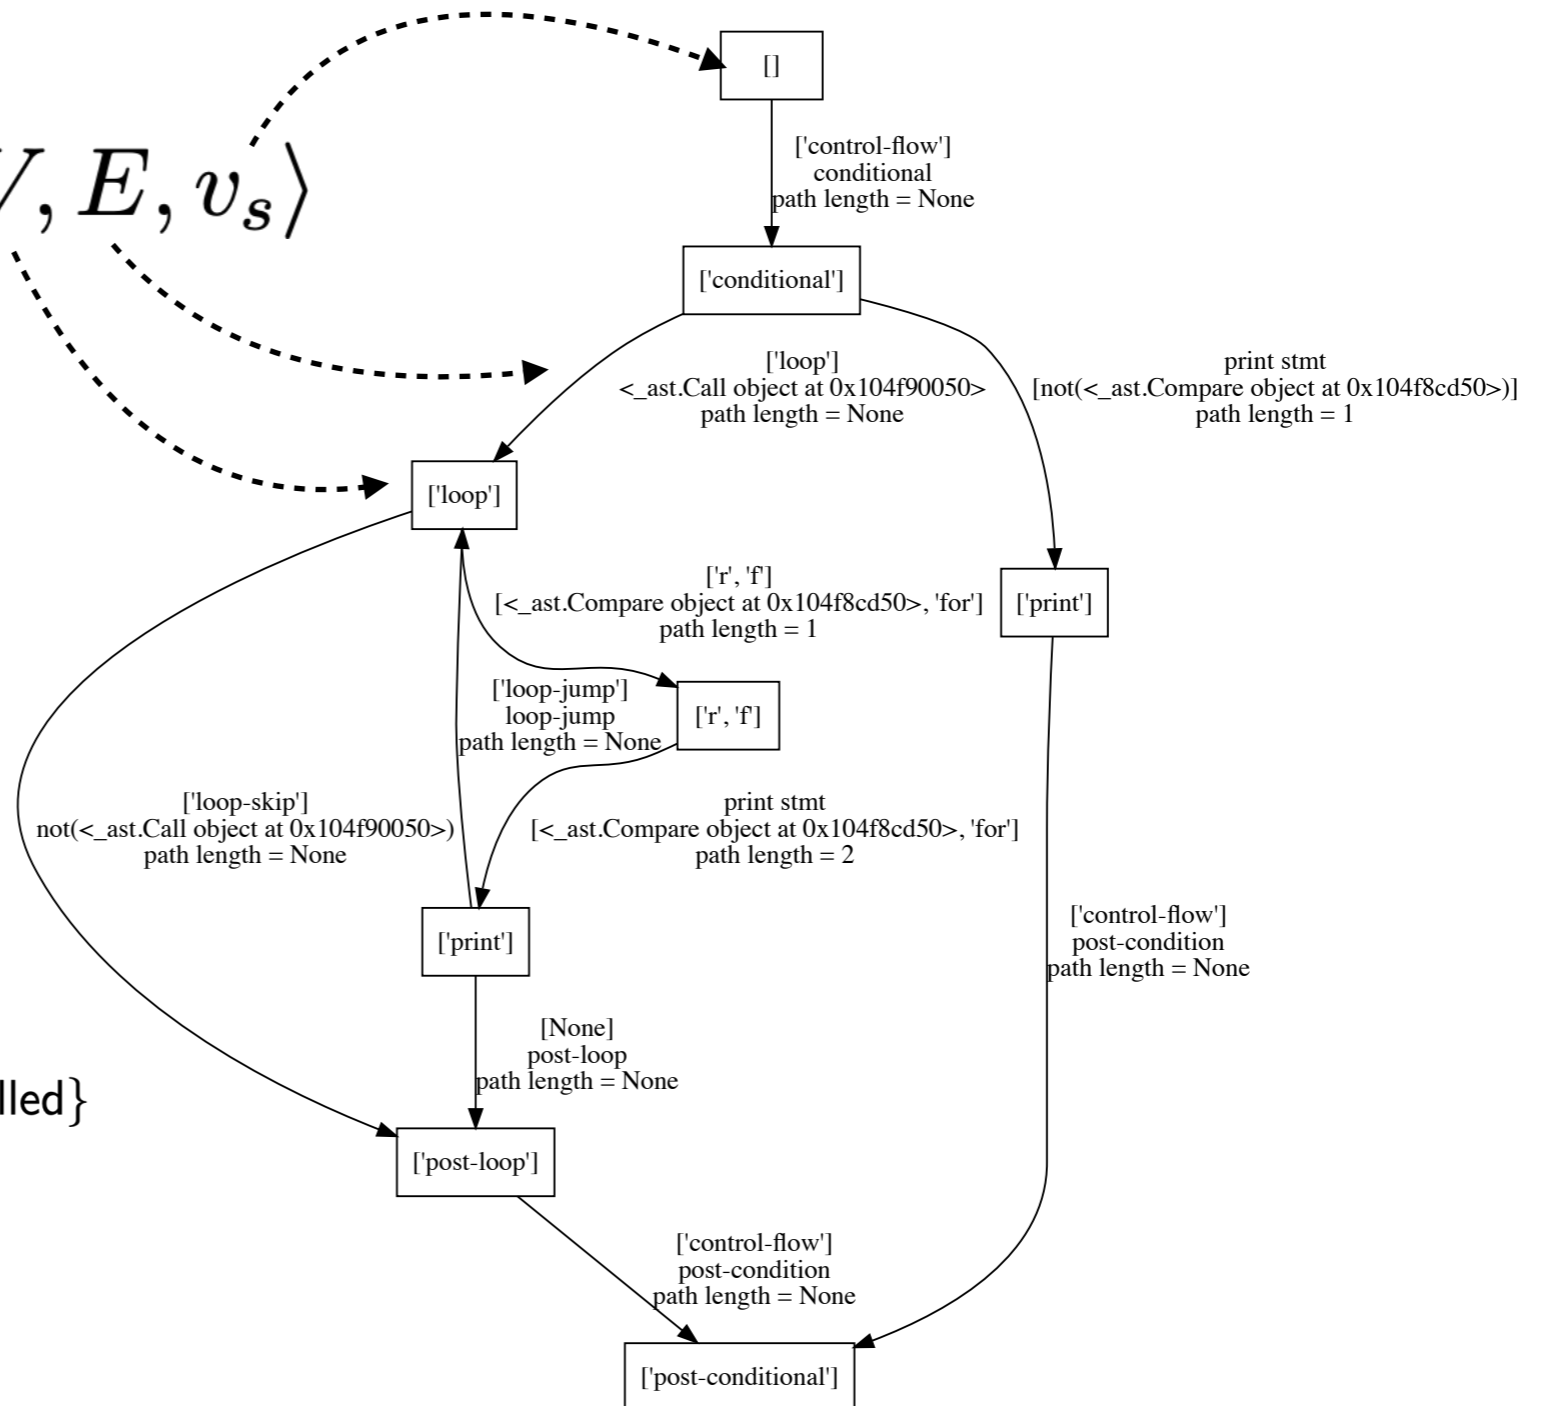 []
['control-flow']
conditional
path length = None
, E, v_s⟩
['conditional']
['loop']
<_ast.Call object at 0x104f90050>
path length = None
print stmt
[not(<_ast.Compare object at 0x104f8cd50>)]
path length = 1
['loop']
['r', 'f']
[<_ast.Compare object at 0x104f8cd50>, 'for']
path length = 1
['print']
['loop-jump']
loop-jump
path length = None
['r', 'f']
['loop-skip']
not(<_ast.Call object at 0x104f90050>)
path length = None
print stmt
[<_ast.Compare object at 0x104f8cd50>, 'for']
path length = 2
['print']
['control-flow']
post-condition
path length = None
[None]
post-loop
path length = None
lled}
['post-loop']
['control-flow']
post-condition
path length = None
['post-conditional']